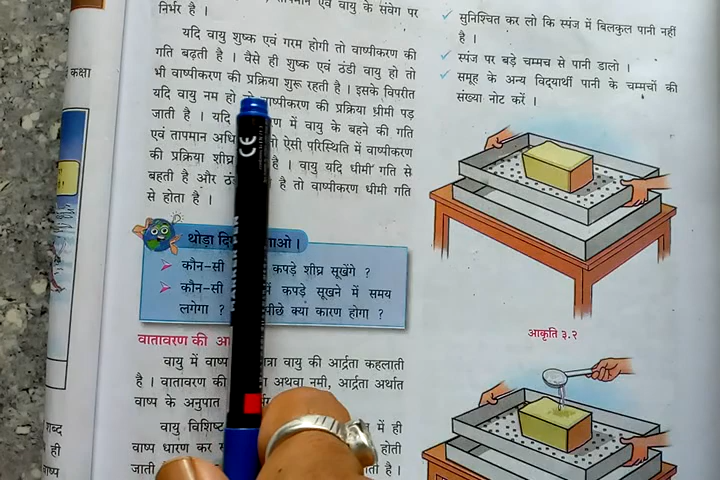 निर्भर है ।
एवं वायु के संवेग पर
यदि वायु शुष्क एवं गरम होगी तो वाष्पीकरण की
गति बढ़ती है । वैसे ही शुष्क एवं ठंडी वायु हो तो
भी वाष्पीकरण की प्रक्रिया शुरू रहती है । इसके विपरीत
यदि वायु नम हो वाष्पीकरण की प्रक्रिया धीमी पड़
जाती है । यदि में वायु के बहने की गति
एवं तापमान ऐसी परिस्थिति में वाष्पीकरण
की प्रक्रिया शीघ्र है । वायु यदि धीमी गति से
बहती है और है तो वाष्पीकरण धीमी गति
से होता है ।
थोड़ा
कौन-सी कपड़े शीघ्र सूखेंगे ?
कौन-सी कपड़े सूखने में समय
लगेगा ? पीछे क्या कारण होगा ?
वातावरण की
वायु में वाष्प वायु की आर्द्रता कहलाती
है । वातावरण की अथवा नमी, आर्द्रता अर्थात
वाष्प के अनुपात
वायु में ही
वाष्प धारण कर होती
जाती है ।
सुनिश्चित कर लो कि स्पंज में बिलकुल पानी नहीं
है ।
स्पंज पर बड़े चम्मच से पानी डालो ।
समूह के अन्य विद्यार्थी पानी के चम्मचों की
संख्या नोट करें ।
आकृति ३.२
कक्षा
ही
CE